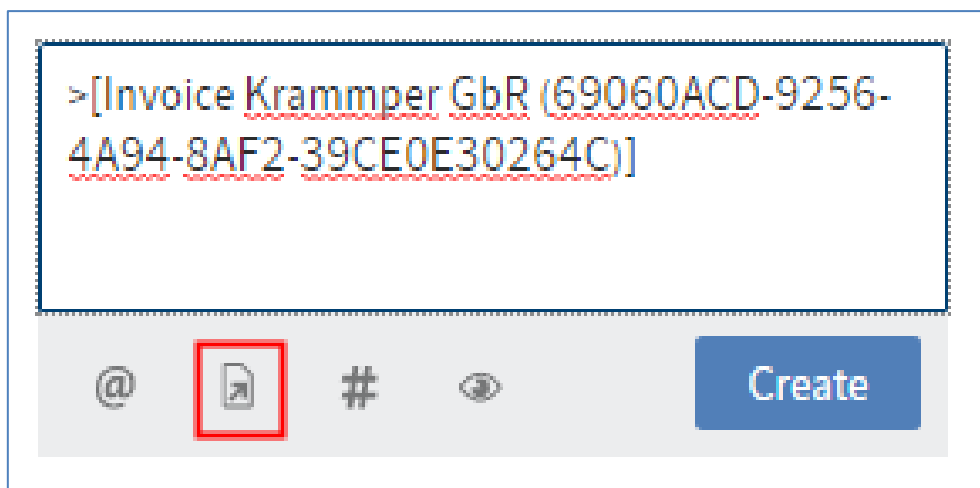 >[Invoice Krammper GbR (69060ACD-9256-
4A94-8AF2-39CE0E30264C)]
@ # Create